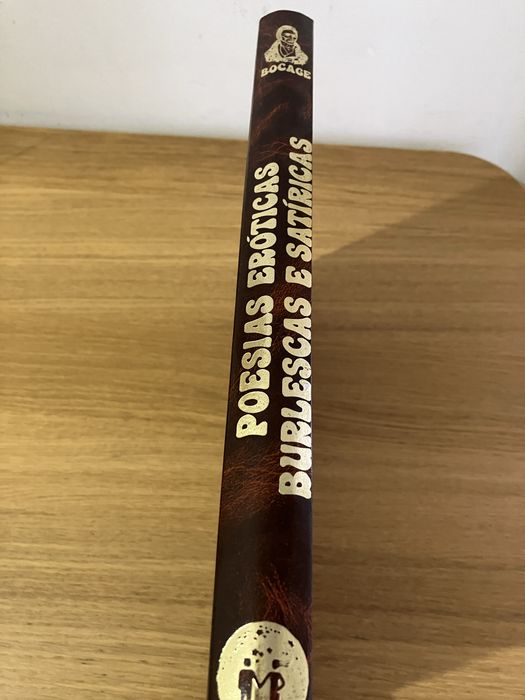 BOCAGE
POESIAS ERÓTICAS
BURLESCAS E SATÍRICAS